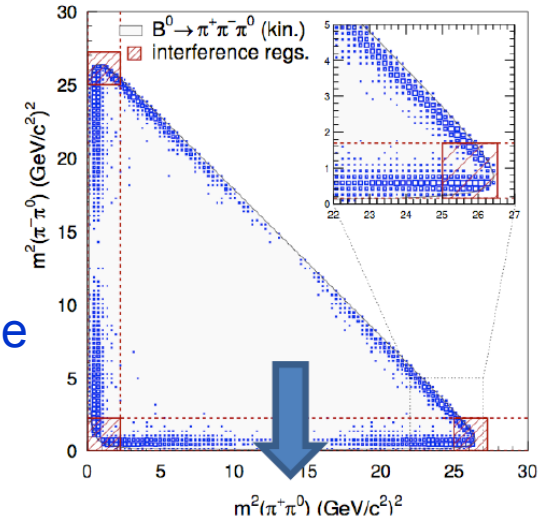 B⁰→π⁺π⁻π⁰ (kin.)
interference regs.
m²(π⁻π⁰) (GeV/c²)²
30
25
20
15
10
5
0
5
4
3
2
1
0
22 23 24 25 26 27
e
0 5 10 15 20 25 30
m²(π⁺π⁰) (GeV/c²)²